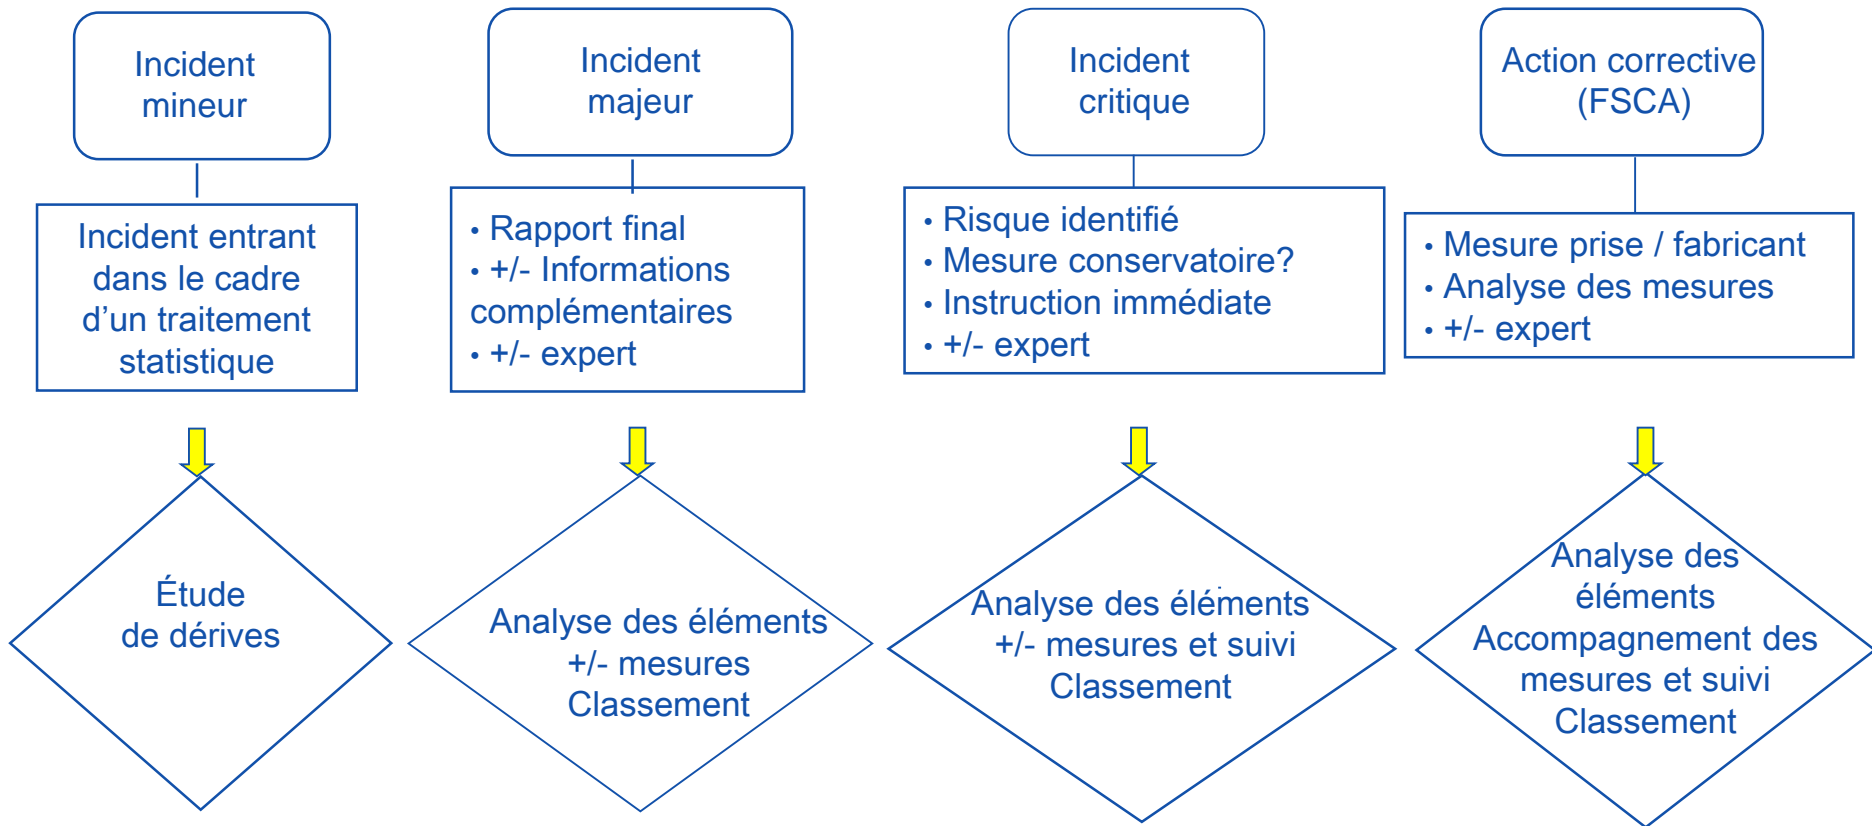 Incident
mineur
Incident entrant
dans le cadre
d’un traitement
statistique
Étude
de dérives
Incident
majeur
• Rapport final
• +/- Informations
complémentaires
• +/- expert
Analyse des éléments
+/- mesures
Classement
Incident
critique
• Risque identifié
• Mesure conservatoire?
• Instruction immédiate
• +/- expert
Analyse des éléments
+/- mesures et suivi
Classement
Action corrective
(FSCA)
• Mesure prise / fabricant
• Analyse des mesures
• +/- expert
Analyse des
éléments
Accompagnement des
mesures et suivi
Classement